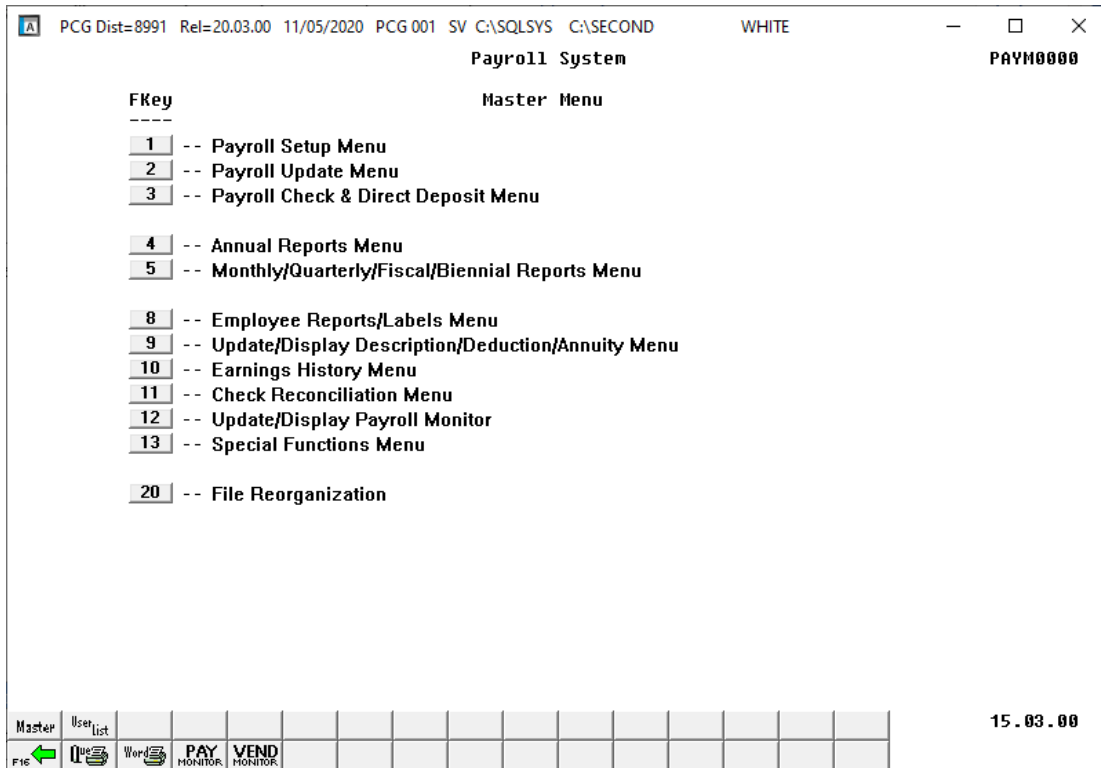 A PCG Dist=8991 Rel=20.03.00 11/05/2020 PCG 001 SV C:\SQLSYS C:\SECOND WHITE
Payroll System PAYM0000
FKey Master Menu
----
1 -- Payroll Setup Menu
2 -- Payroll Update Menu
3 -- Payroll Check & Direct Deposit Menu
4 -- Annual Reports Menu
5 -- Monthly/Quarterly/Fiscal/Biennial Reports Menu
8 -- Employee Reports/Labels Menu
9 -- Update/Display Description/Deduction/Annuity Menu
10 -- Earnings History Menu
11 -- Check Reconciliation Menu
12 -- Update/Display Payroll Monitor
13 -- Special Functions Menu
20 -- File Reorganization
Master User List 15.03.00
F16 Que Word PAY MONITOR VEND MONITOR